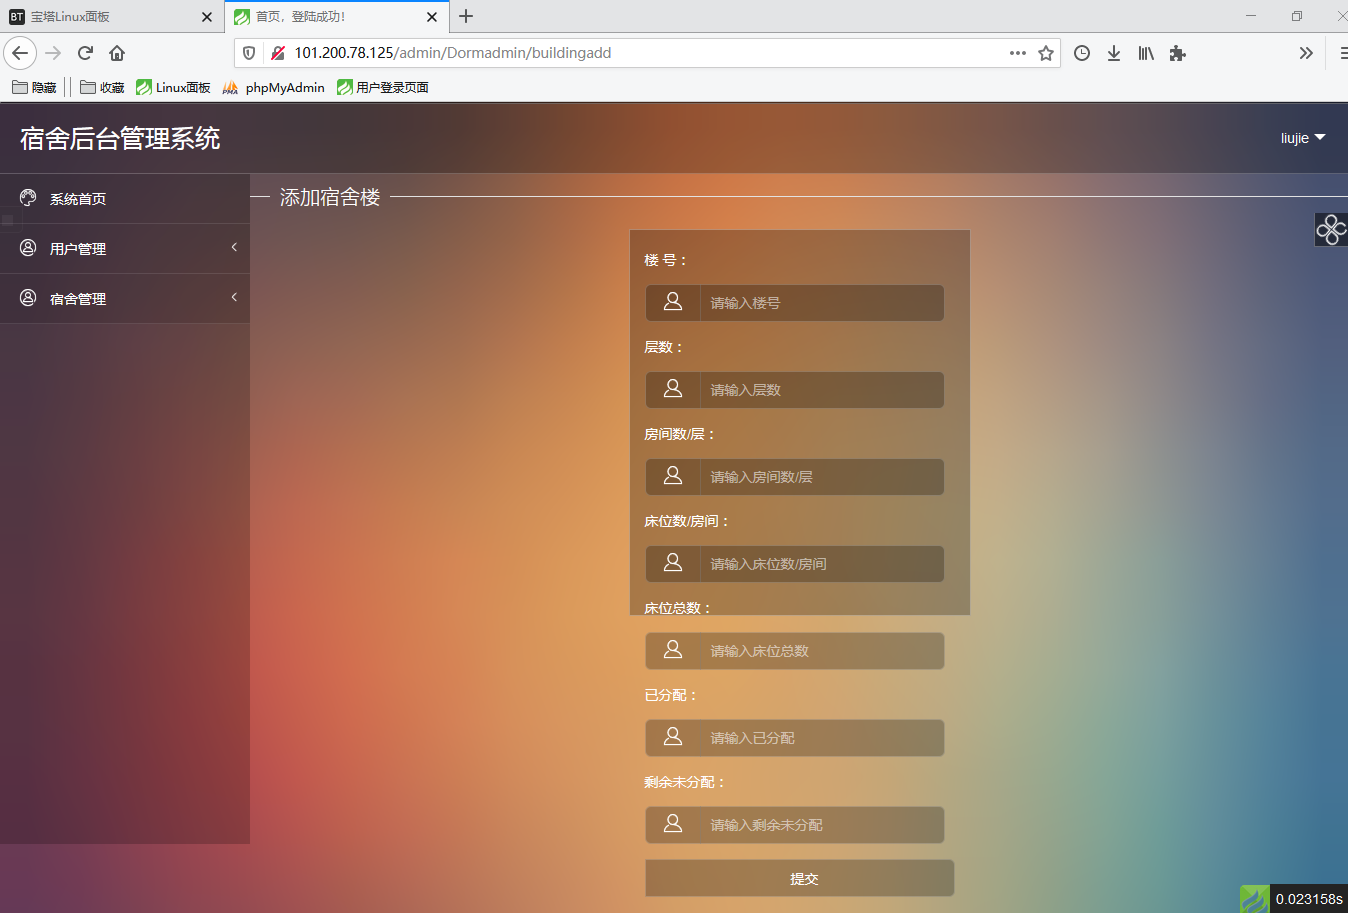 BT 宝塔Linux面板
首页，登陆成功！
101.200.78.125/admin/Dormadmin/buildingadd
隐藏
收藏
Linux面板
PMA phpMyAdmin
用户登录页面
宿舍后台管理系统
liujie
系统首页
用户管理
宿舍管理
添加宿舍楼
楼 号：
请输入楼号
层数：
请输入层数
房间数/层：
请输入房间数/层
床位数/房间：
请输入床位数/房间
床位总数：
请输入床位总数
已分配：
请输入已分配
剩余未分配：
请输入剩余未分配
提交
0.023158s